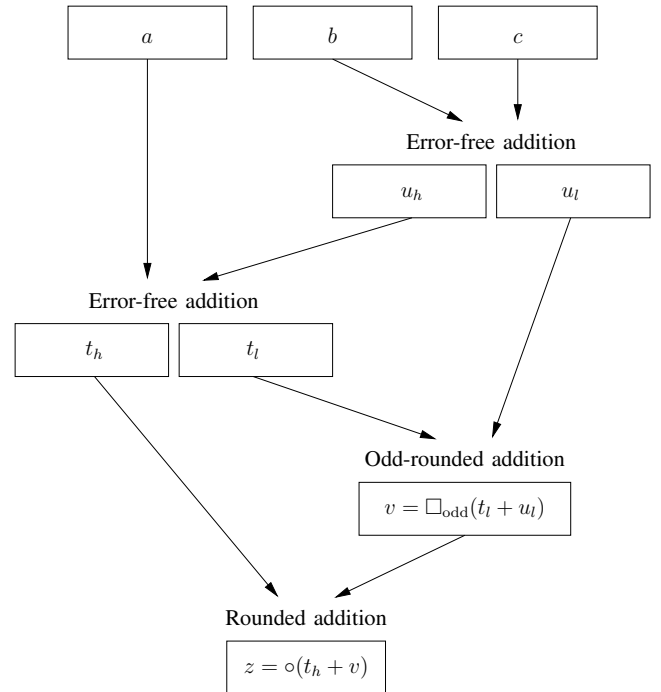 a b c
Error-free addition
u_h u_l
Error-free addition
t_h t_l
Odd-rounded addition
v = □_odd(t_l + u_l)
Rounded addition
z = ∘(t_h + v)